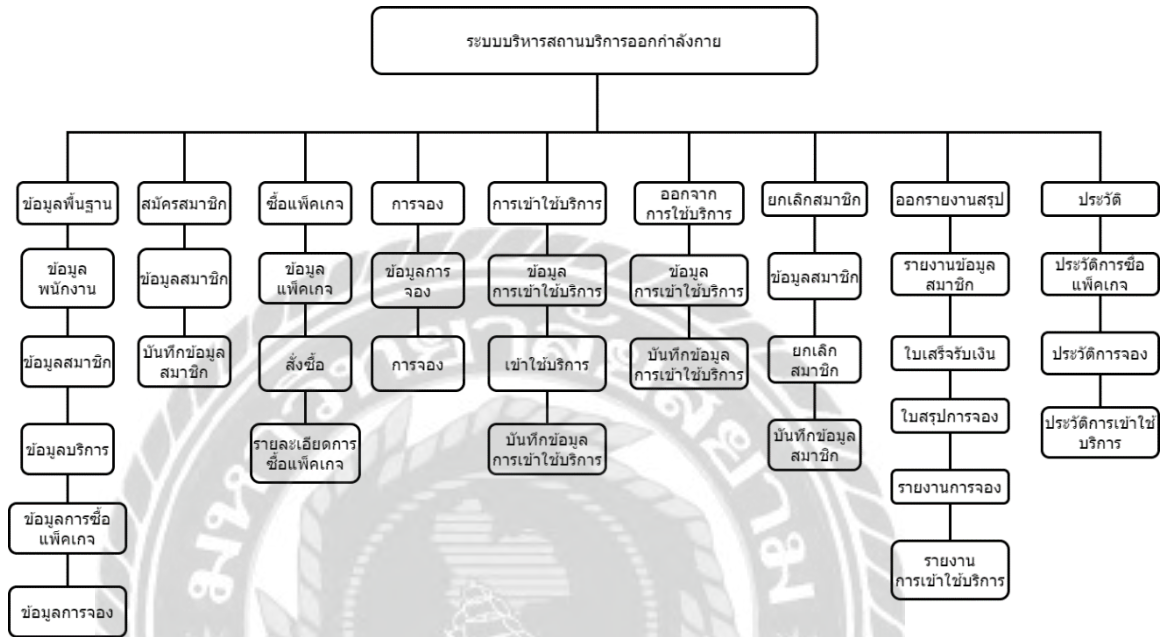 ระบบบริหารสถานบริการออกกำลังกาย
ข้อมูลพื้นฐาน
ข้อมูล
พนักงาน
ข้อมูลสมาชิก
ข้อมูลบริการ
ข้อมูลการซื้อ
แพ็คเกจ
ข้อมูลการจอง
สมัครสมาชิก
ข้อมูลสมาชิก
บันทึกข้อมูล
สมาชิก
ซื้อแพ็คเกจ
ข้อมูล
แพ็คเกจ
สั่งซื้อ
รายละเอียดการ
ซื้อแพ็คเกจ
การจอง
ข้อมูลการ
จอง
การจอง
การเข้าใช้บริการ
ข้อมูล
การเข้าใช้บริการ
เข้าใช้บริการ
บันทึกข้อมูล
การเข้าใช้บริการ
ออกจาก
การใช้บริการ
ข้อมูล
การเข้าใช้บริการ
บันทึกข้อมูล
การเข้าใช้บริการ
ยกเลิกสมาชิก
ข้อมูลสมาชิก
ยกเลิก
สมาชิก
บันทึกข้อมูล
สมาชิก
ออกรายงานสรุป
รายงานข้อมูล
สมาชิก
ใบเสร็จรับเงิน
ใบสรุปการจอง
รายงานการจอง
รายงาน
การเข้าใช้บริการ
ประวัติ
ประวัติการซื้อ
แพ็คเกจ
ประวัติการจอง
ประวัติการเข้าใช้
บริการ
มหาวิทยาลัยสยาม